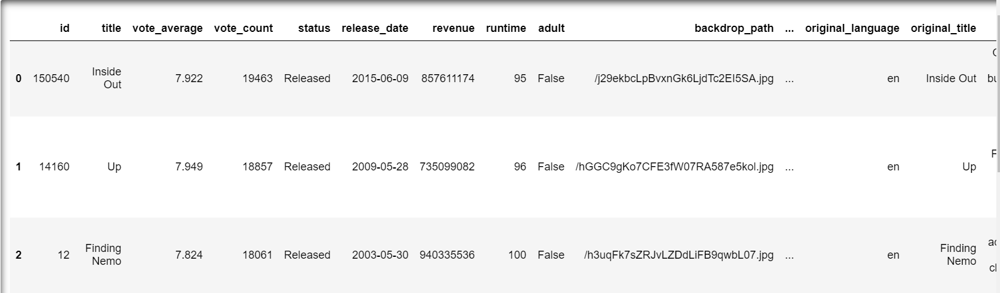 id title vote_average vote_count status release_date revenue runtime adult backdrop_path ... original_language original_title
0 150540 Inside Out 7.922 19463 Released 2015-06-09 857611174 95 False /j29ekbcLpBvxnGk6LjdTc2EI5SA.jpg ... en Inside Out
1 14160 Up 7.949 18857 Released 2009-05-28 735099082 96 False /hGGC9gKo7CFE3fW07RA587e5kol.jpg ... en Up
2 12 Finding Nemo 7.824 18061 Released 2003-05-30 940335536 100 False /h3uqFk7sZRJvLZDdLiFB9qwbL07.jpg ... en Finding Nemo